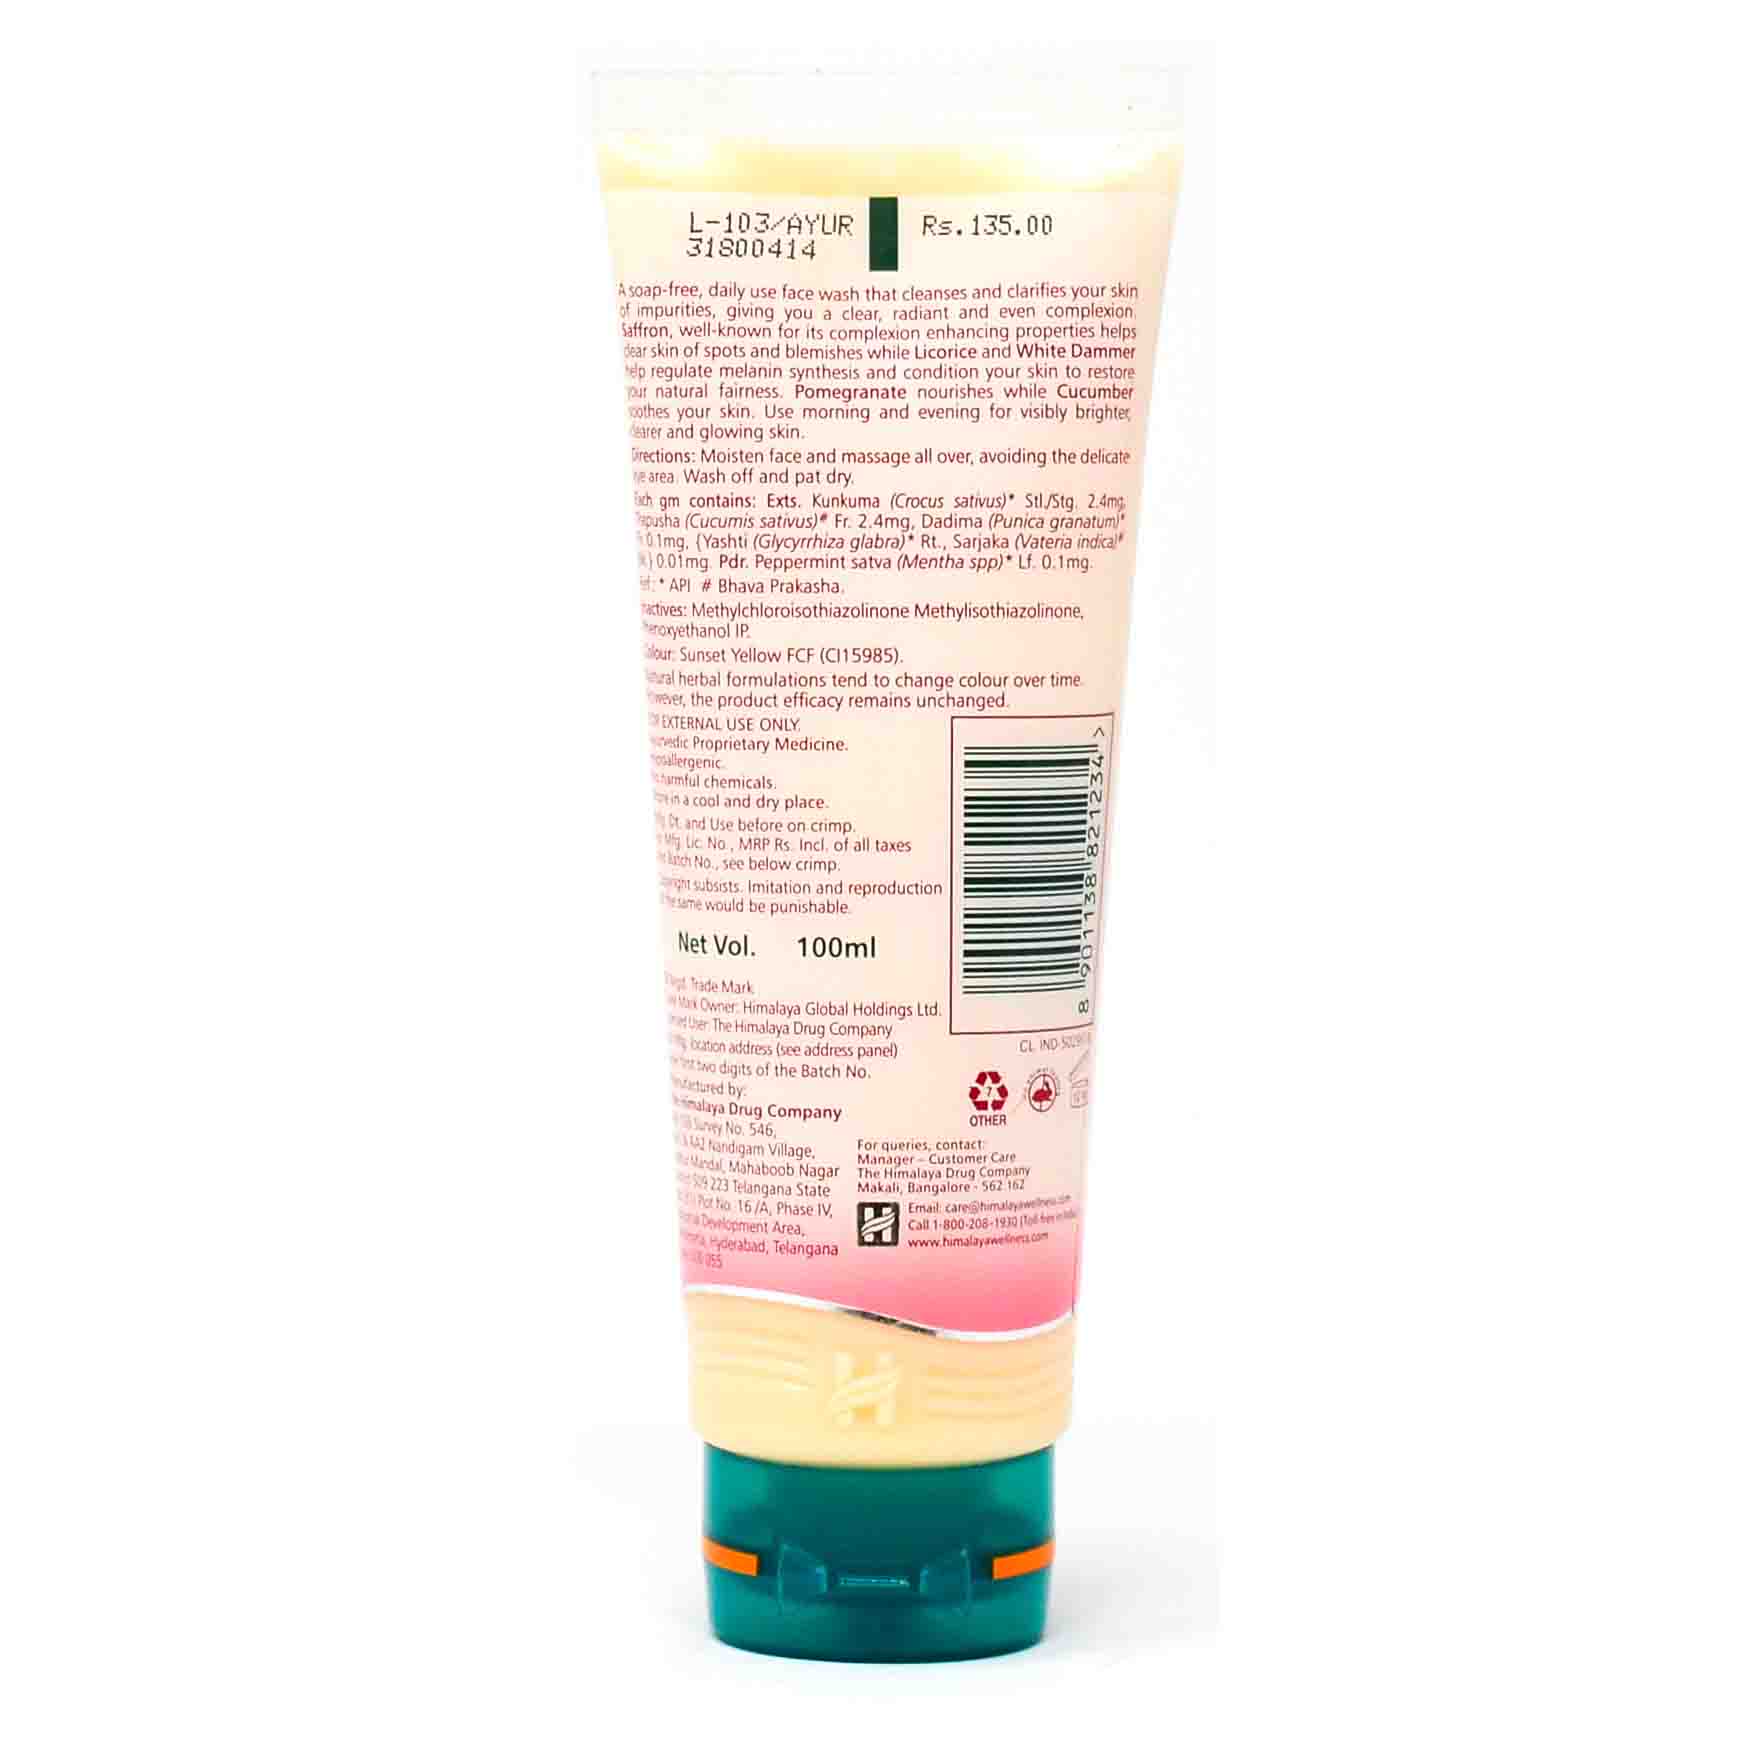 L-103/AYUR
31800414
Rs.135.00
A soap-free, daily use face wash that cleanses and clarifies your skin
of impurities, giving you a clear, radiant and even complexion.
Saffron, well-known for its complexion enhancing properties helps
clear skin of spots and blemishes while Licorice and White Dammer
help regulate melanin synthesis and condition your skin to restore
your natural fairness. Pomegranate nourishes while Cucumber
soothes your skin. Use morning and evening for visibly brighter,
clearer and glowing skin.
Directions: Moisten face and massage all over, avoiding the delicate
eye area. Wash off and pat dry.
Each gm contains: Exts. Kunkuma (Crocus sativus)* Stl./Stg. 2.4mg,
Trapusha (Cucumis sativus)# Fr. 2.4mg, Dadima (Punica granatum)*
0.1mg, {Yashti (Glycyrrhiza glabra)* Rt., Sarjaka (Vateria indica)#
} 0.01mg. Pdr. Peppermint satva (Mentha spp)* Lf. 0.1mg.
Ref.: * API # Bhava Prakasha.
Inactives: Methylchloroisothiazolinone Methylisothiazolinone,
Phenoxyethanol IP.
Colour: Sunset Yellow FCF (CI15985).
Natural herbal formulations tend to change colour over time.
However, the product efficacy remains unchanged.
FOR EXTERNAL USE ONLY.
Ayurvedic Proprietary Medicine.
Hypoallergenic.
No harmful chemicals.
Store in a cool and dry place.
Mfg. Dt. and Use before on crimp.
Mfg. Lic. No., MRP Rs. Incl. of all taxes
Batch No., see below crimp.
Copyright subsists. Imitation and reproduction
of the same would be punishable.
Net Vol. 100ml
8 901138 821234 >
Regd. Trade Mark
Mark Owner: Himalaya Global Holdings Ltd.
User: The Himalaya Drug Company
Mfg. location address (see address panel)
first two digits of the Batch No.
Manufactured by:
The Himalaya Drug Company
Survey No. 546,
& AA2 Nandigam Village,
Mandal, Mahaboob Nagar
509 223 Telangana State
Plot No. 16 /A, Phase IV,
Development Area,
Hyderabad, Telangana
055
CL IND
7
OTHER
For queries, contact:
Manager – Customer Care
The Himalaya Drug Company
Makali, Bangalore - 562 162
Email: care@himalayawellness.com
Call 1-800-208-1930 (Toll free in India)
www.himalayawellness.com